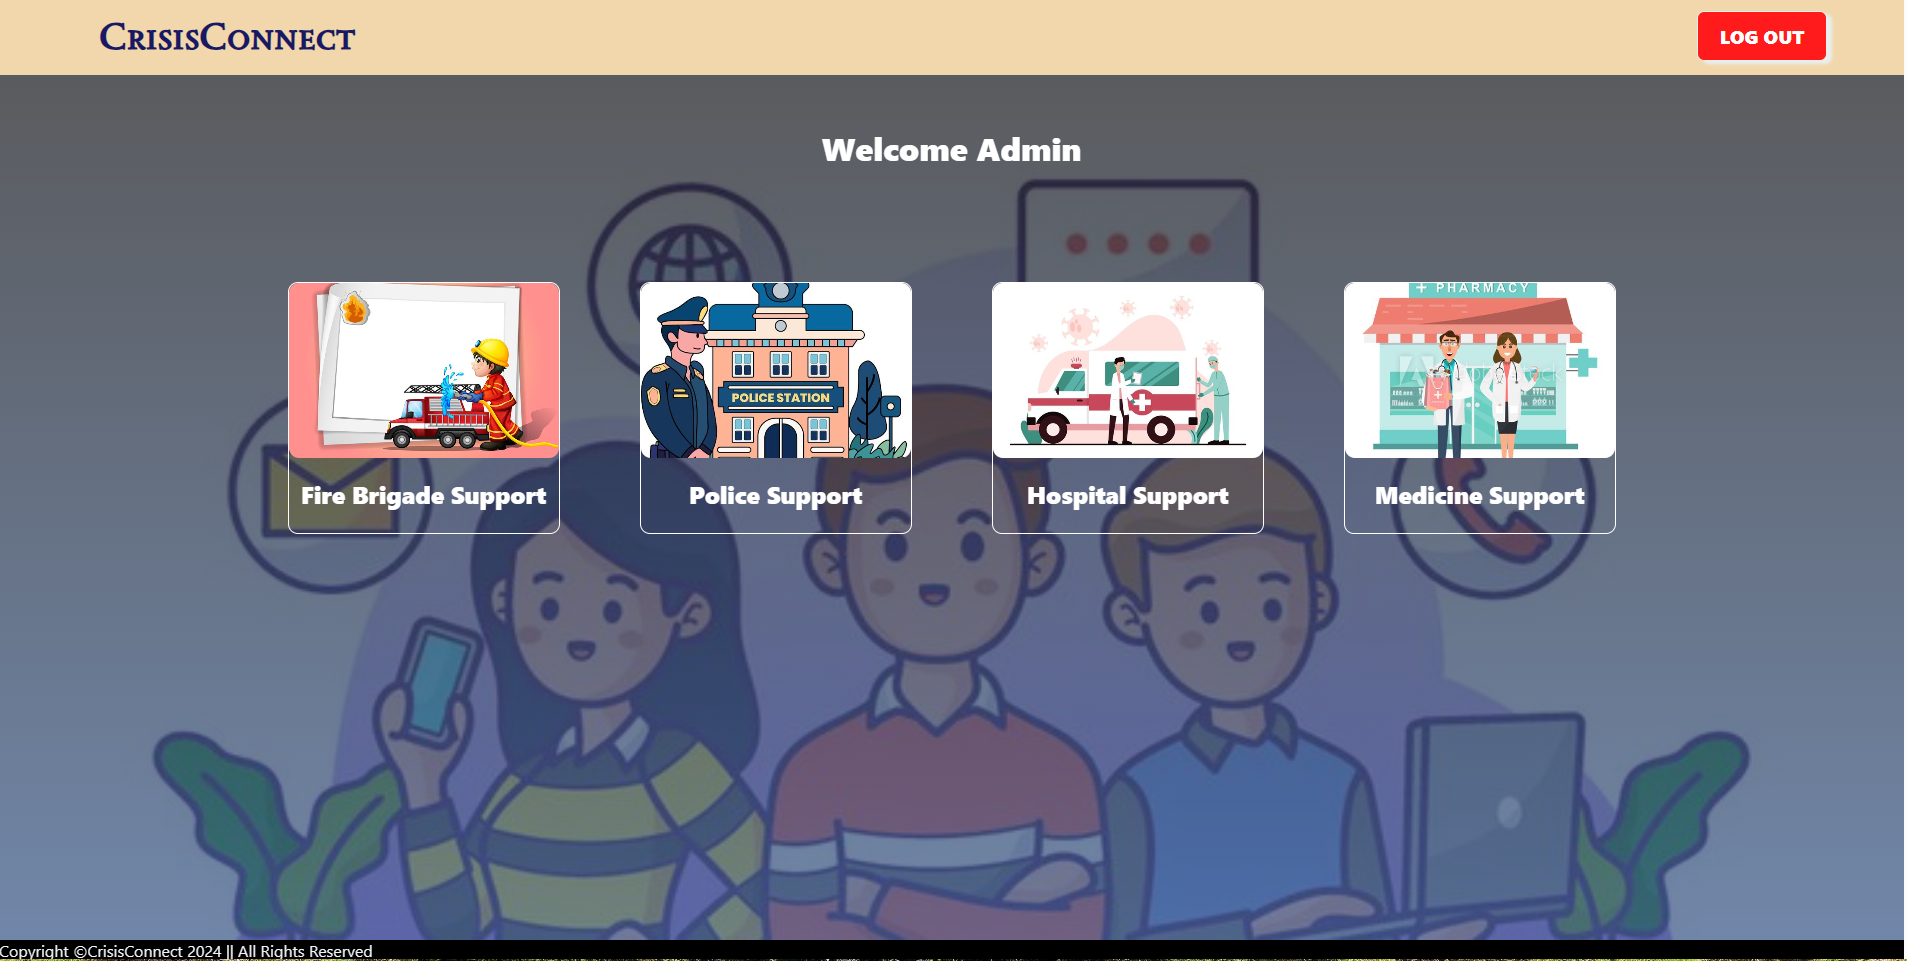 CRISISCONNECT
LOG OUT
Welcome Admin
+ PHARMACY
POLICE STATION
Fire Brigade Support
Police Support
Hospital Support
Medicine Support
Copyright ©CrisisConnect 2024 || All Rights Reserved